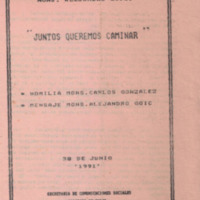 "JUNTOS QUEREMOS CAMINAR"
* HOMILIA MONS. CARLOS GONZALEZ
* MENSAJE MONS. ALEJANDRO GOIC
30 DE JUNIO
"1991"
SECRETARIA DE COMUNICACIONES SOCIALES